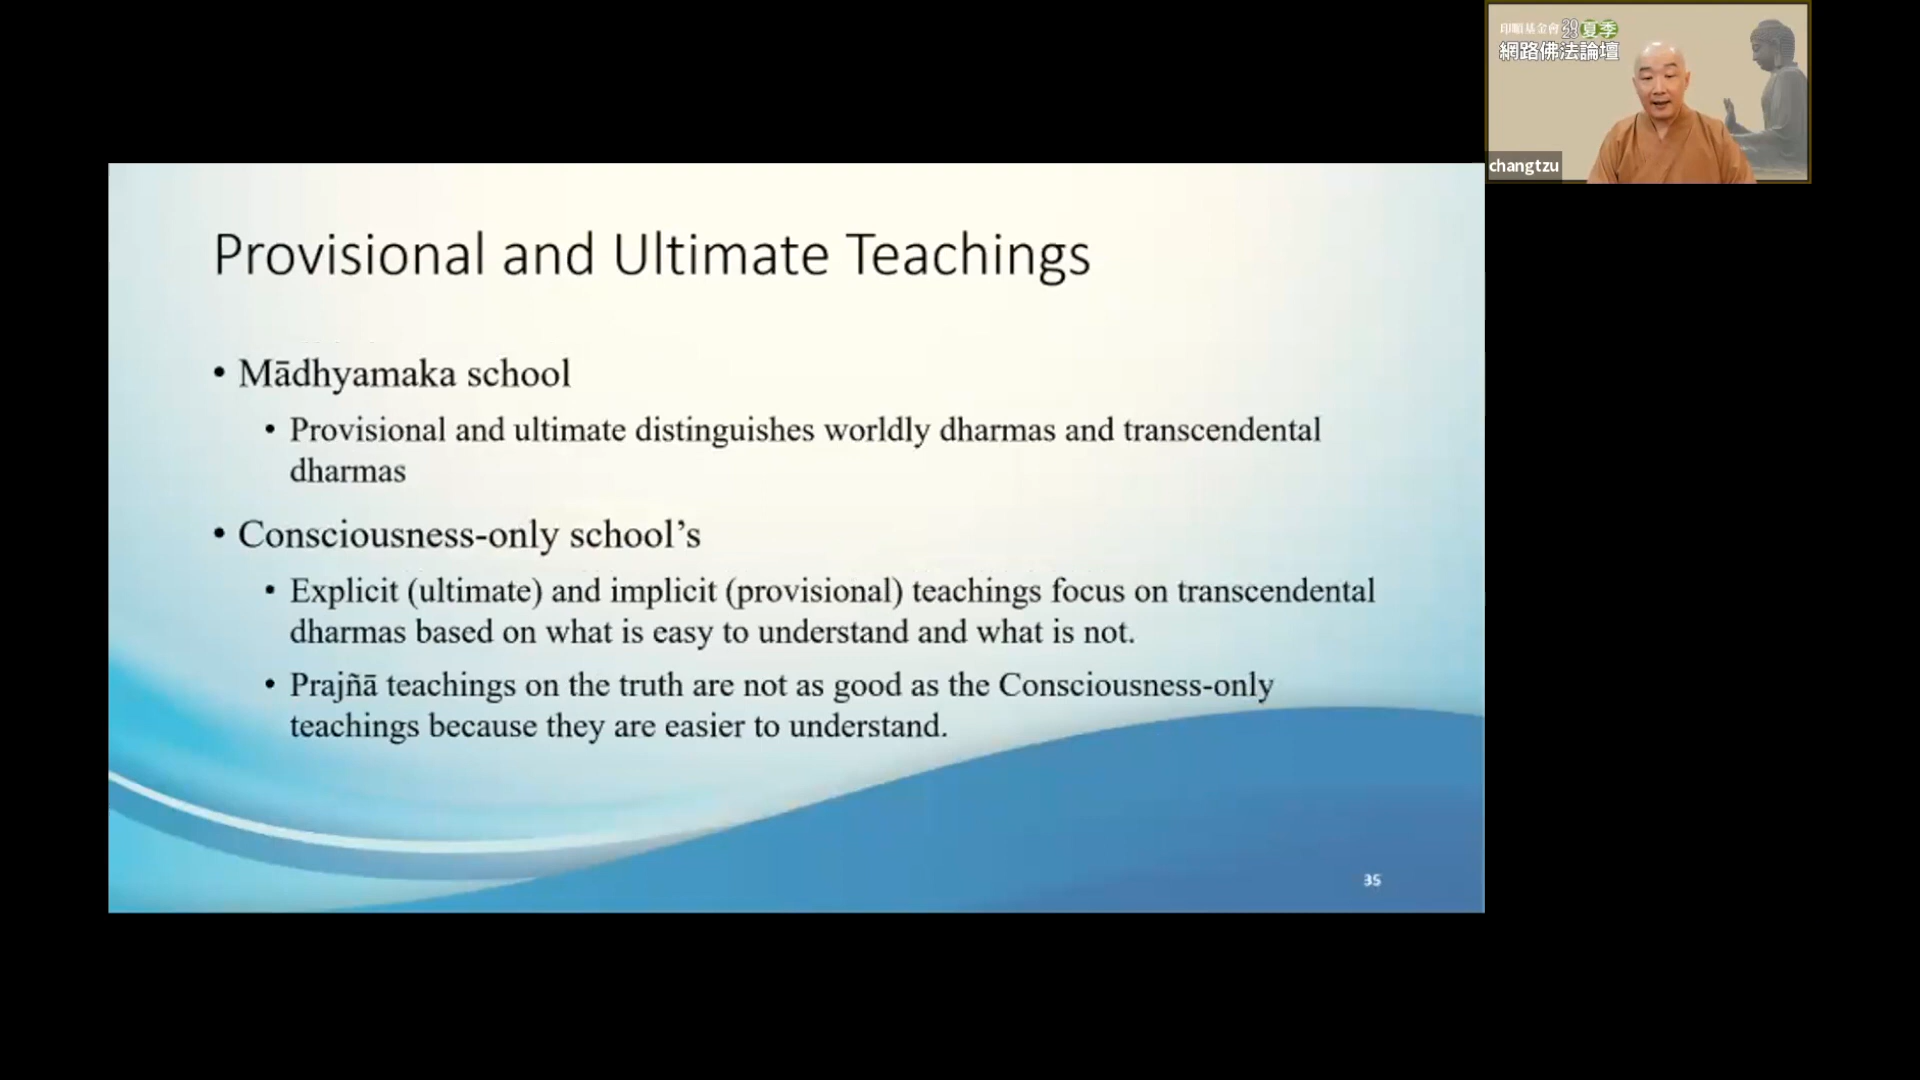 Provisional and Ultimate Teachings
• Mādhyamaka school
• Provisional and ultimate distinguishes worldly dharmas and transcendental
dharmas
• Consciousness-only school’s
• Explicit (ultimate) and implicit (provisional) teachings focus on transcendental
dharmas based on what is easy to understand and what is not.
• Prajñā teachings on the truth are not as good as the Consciousness-only
teachings because they are easier to understand.
35
印順基金會 2023 夏季
網路佛法論壇
changtzu